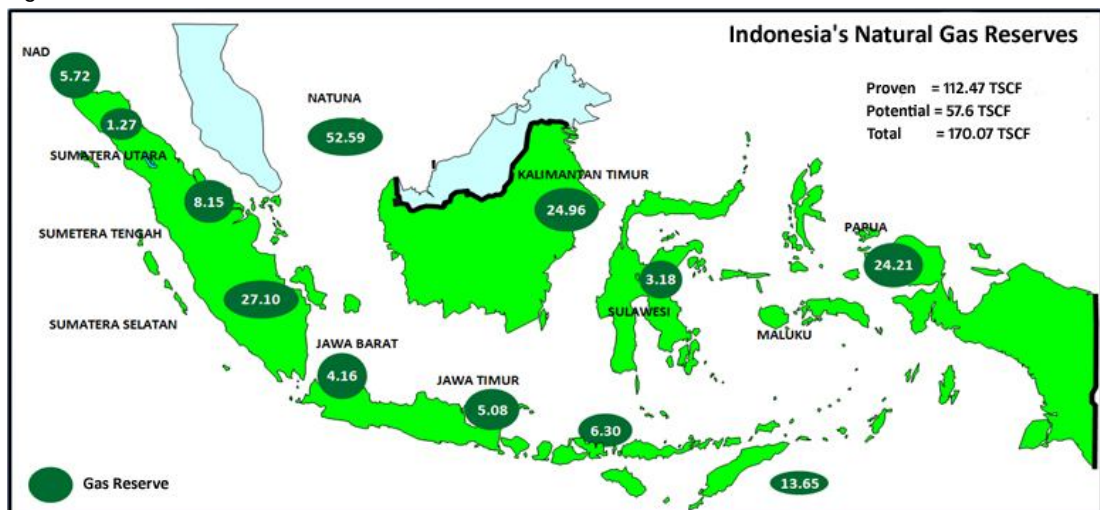 Indonesia's Natural Gas Reserves
Proven = 112.47 TSCF
Potential = 57.6 TSCF
Total = 170.07 TSCF
NAD
5.72
1.27
SUMATERA UTARA
NATUNA
52.59
8.15
SUMETERA TENGAH
KALIMANTAN TIMUR
24.96
PAPUA
24.21
27.10
SUMATERA SELATAN
3.18
SULAWESI
MALUKU
JAWA BARAT
4.16
JAWA TIMUR
5.08
6.30
13.65
Gas Reserve